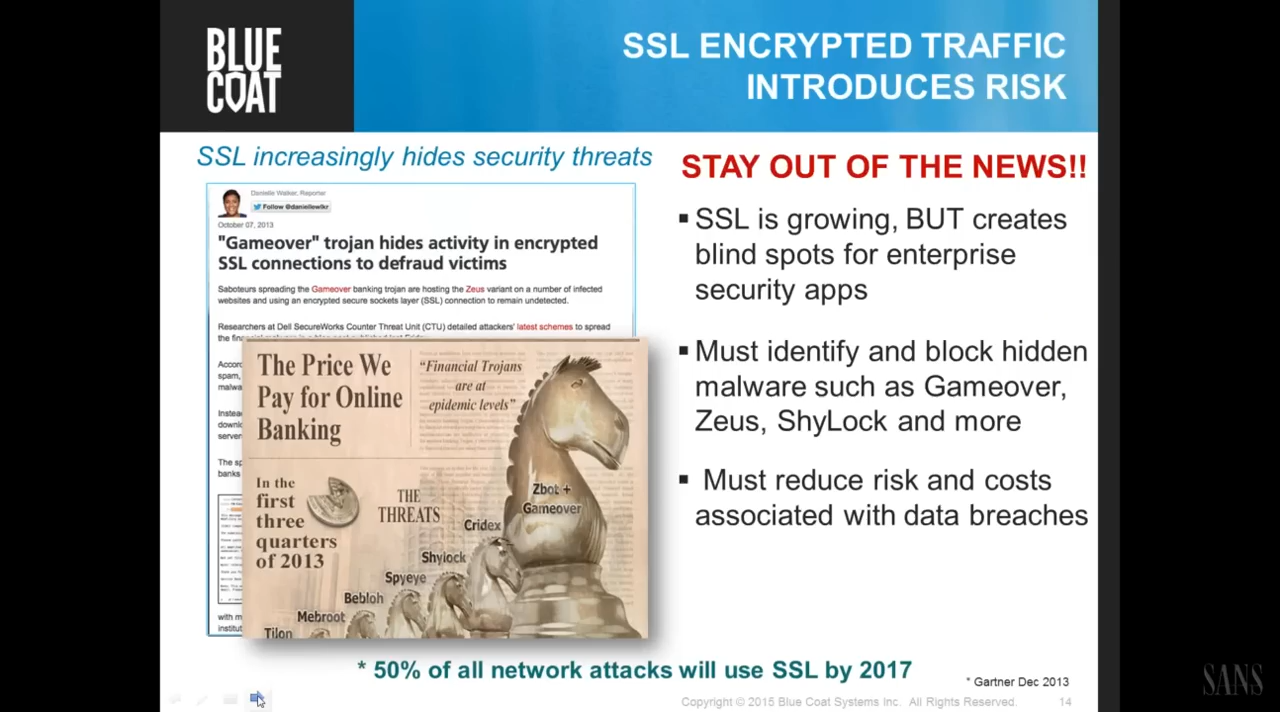 BLUE
COAT
SSL ENCRYPTED TRAFFIC
INTRODUCES RISK
SSL increasingly hides security threats
Danielle Walker, Reporter
Follow @daniellewlkr
October 07, 2013
"Gameover" trojan hides activity in encrypted
SSL connections to defraud victims
Saboteurs spreading the Gameover banking trojan are hosting the Zeus variant on a number of infected
websites and using an encrypted secure sockets layer (SSL) connection to remain undetected.
Researchers at Dell SecureWorks Counter Threat Unit (CTU) detailed attackers' latest schemes to spread
the
spam,
The
banks
with
The Price We
Pay for Online
Banking
"Financial Trojans
are at
epidemic levels"
In the
first
three
quarters
of 2013
THE
THREATS
Zbot +
Gameover
Cridex
Shylock
Spyeye
Bebloh
Mebroot
Tilon
STAY OUT OF THE NEWS!!
▪ SSL is growing, BUT creates
blind spots for enterprise
security apps
▪ Must identify and block hidden
malware such as Gameover,
Zeus, ShyLock and more
▪ Must reduce risk and costs
associated with data breaches
* 50% of all network attacks will use SSL by 2017
* Gartner Dec 2013
Copyright © 2015 Blue Coat Systems Inc. All Rights Reserved.
14
SANS